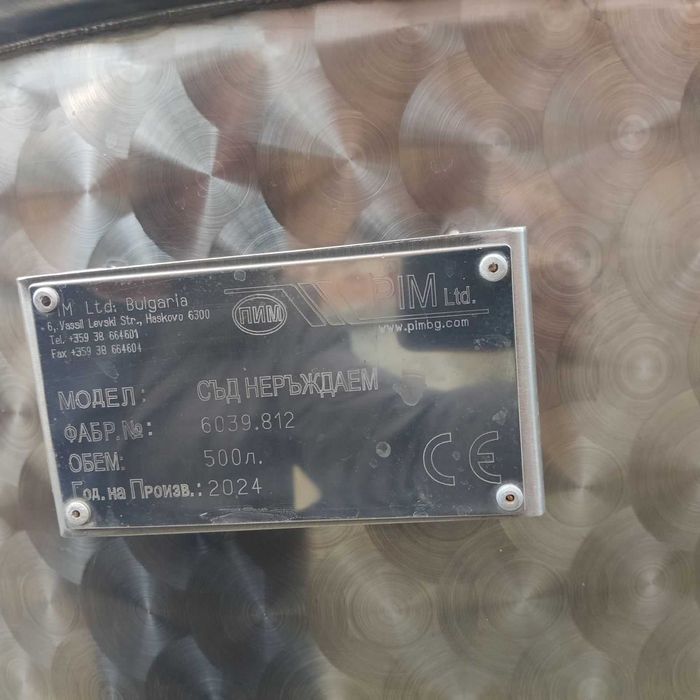 PIM Ltd. Bulgaria
6, Vassil Levski Str., Haskovo 6300
Tel. +359 38 664601
Fax +359 38 664604
ПИМ
PIM Ltd.
www.pimbg.com
МОДЕЛ: СЪД НЕРЪЖДАЕМ
ФАБР.№: 6039.812
ОБЕМ: 500л.
Год. на Произв.: 2024
CE